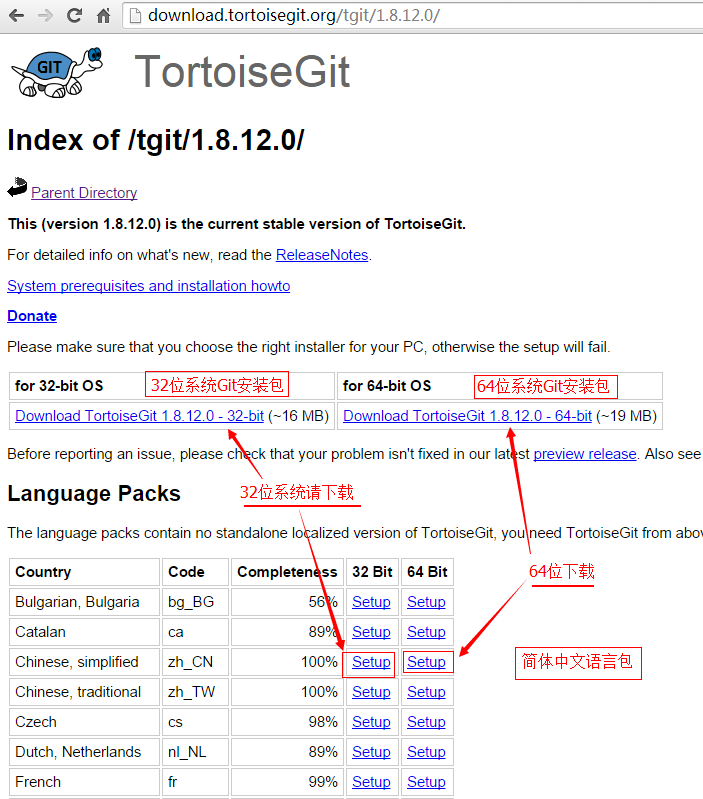 download.tortoisegit.org/tgit/1.8.12.0/
GIT
TortoiseGit
Index of /tgit/1.8.12.0/
Parent Directory
This (version 1.8.12.0) is the current stable version of TortoiseGit.
For detailed info on what's new, read the ReleaseNotes.
System prerequisites and installation howto
Donate
Please make sure that you choose the right installer for your PC, otherwise the setup will fail.
for 32-bit OS 32位系统Git安装包 for 64-bit OS 64位系统Git安装包
Download TortoiseGit 1.8.12.0 - 32-bit (~16 MB) Download TortoiseGit 1.8.12.0 - 64-bit (~19 MB)
Before reporting an issue, please check that your problem isn't fixed in our latest preview release. Also see
Language Packs 32位系统请下载
The language packs contain no standalone localized version of TortoiseGit, you need TortoiseGit from abov
Country Code Completeness 32 Bit 64 Bit 64位下载
Bulgarian, Bulgaria bg_BG 56% Setup Setup
Catalan ca 89% Setup Setup
Chinese, simplified zh_CN 100% Setup Setup 简体中文语言包
Chinese, traditional zh_TW 100% Setup Setup
Czech cs 98% Setup Setup
Dutch, Netherlands nl_NL 89% Setup Setup
French fr 99% Setup Setup